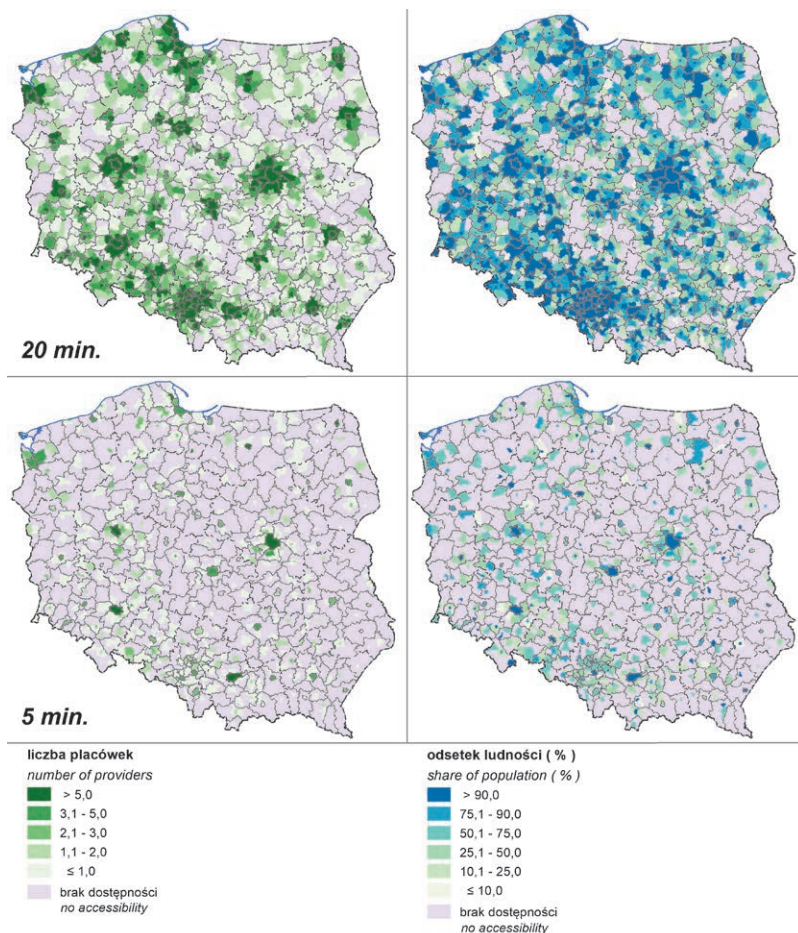 20 min.
5 min.
liczba placówek
number of providers
> 5,0
3,1 - 5,0
2,1 - 3,0
1,1 - 2,0
≤ 1,0
brak dostępności
no accessibility
odsetek ludności ( % )
share of population ( % )
> 90,0
75,1 - 90,0
50,1 - 75,0
25,1 - 50,0
10,1 - 25,0
≤ 10,0
brak dostępności
no accessibility